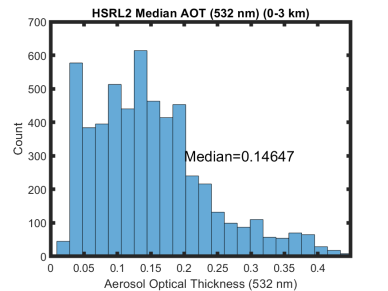 HSRL2 Median AOT (532 nm) (0-3 km)
700
600
500
400
300
200
100
0
Count
Median=0.14647
0 0.05 0.1 0.15 0.2 0.25 0.3 0.35 0.4
Aerosol Optical Thickness (532 nm)